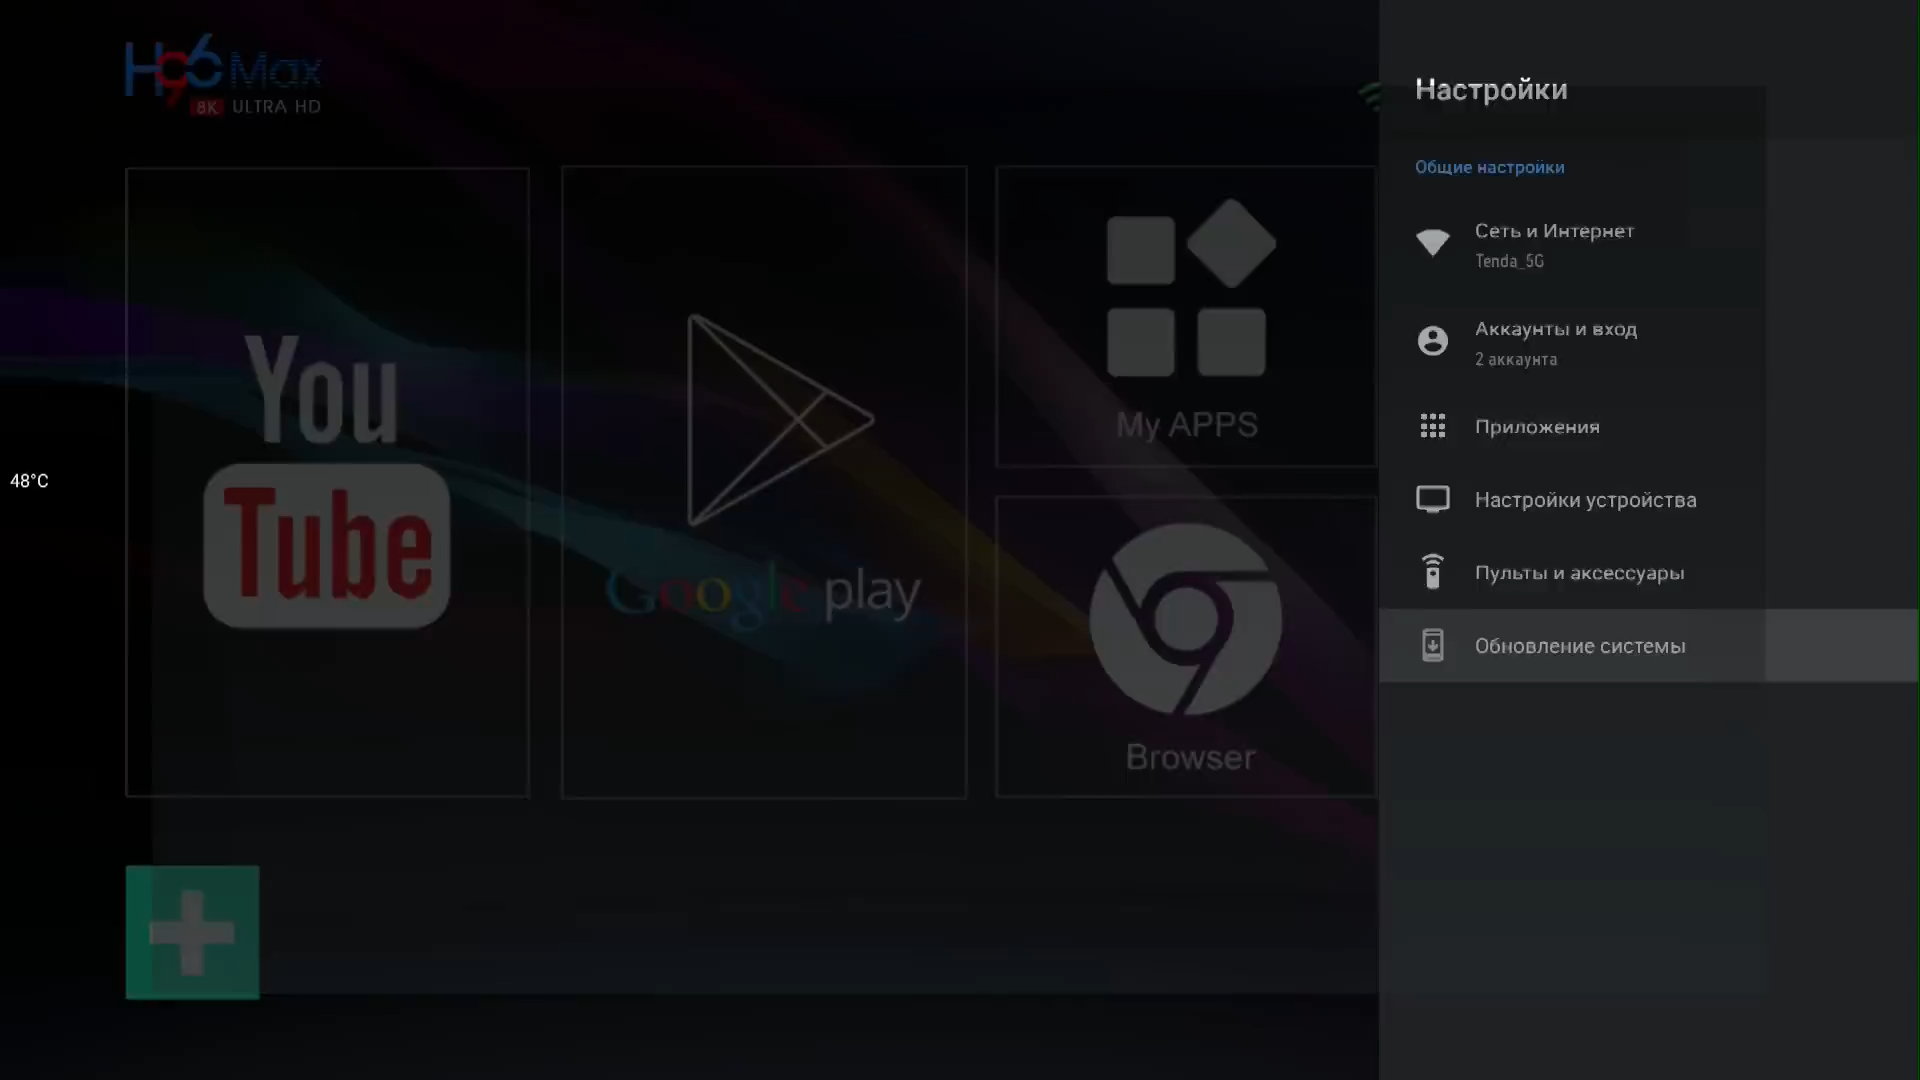 H96 Max
8K ULTRA HD
You
Tube
Google play
My APPS
Browser
48°C
Настройки
Общие настройки
Сеть и Интернет
Tenda_5G
Аккаунты и вход
2 аккаунта
Приложения
Настройки устройства
Пульты и аксессуары
Обновление системы